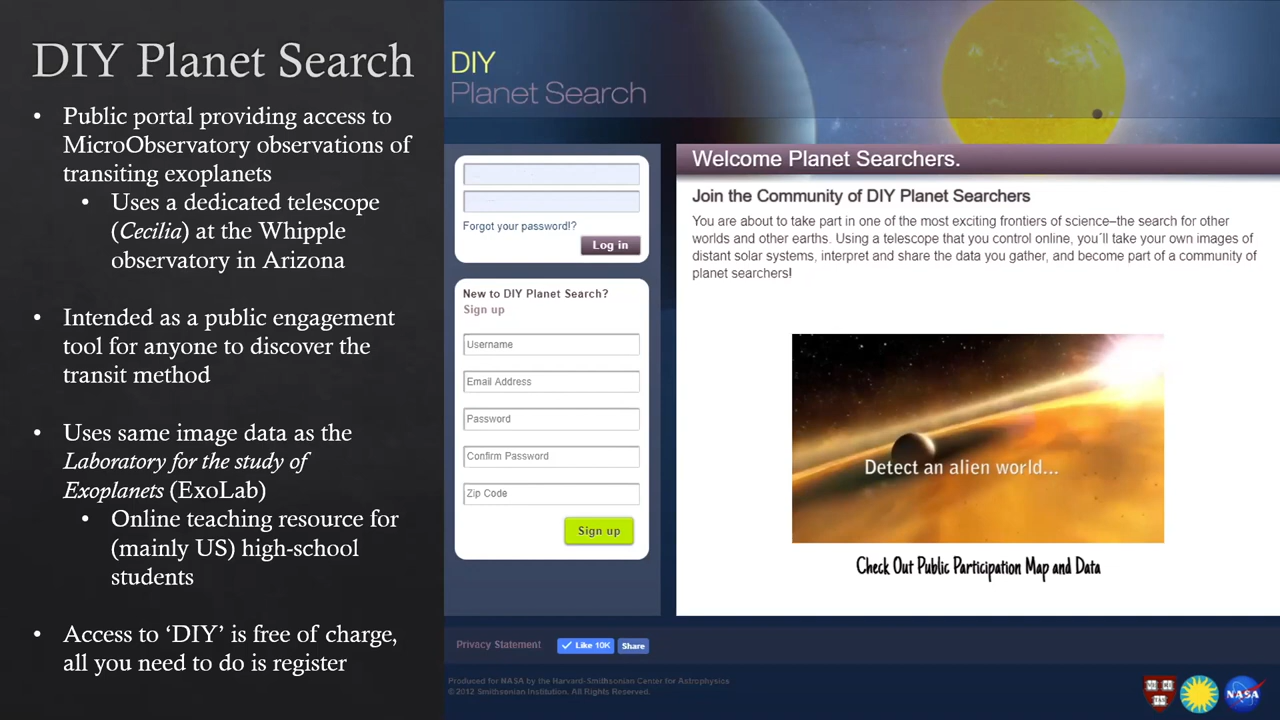 DIY Planet Search
• Public portal providing access to
MicroObservatory observations of
transiting exoplanets
• Uses a dedicated telescope
(Cecilia) at the Whipple
observatory in Arizona
• Intended as a public engagement
tool for anyone to discover the
transit method
• Uses same image data as the
Laboratory for the study of
Exoplanets (ExoLab)
• Online teaching resource for
(mainly US) high-school
students
• Access to ‘DIY’ is free of charge,
all you need to do is register
DIY
Planet Search
Forgot your password!?
Log in
New to DIY Planet Search?
Sign up
Username
Email Address
Password
Confirm Password
Zip Code
Sign up
Welcome Planet Searchers.
Join the Community of DIY Planet Searchers
You are about to take part in one of the most exciting frontiers of science–the search for other
worlds and other earths. Using a telescope that you control online, you´ll take your own images of
distant solar systems, interpret and share the data you gather, and become part of a community of
planet searchers!
Detect an alien world...
Check Out Public Participation Map and Data
Privacy Statement
Like 10K
Share
Produced for NASA by the Harvard-Smithsonian Center for Astrophysics
© 2012 Smithsonian Institution. All Rights Reserved.
NASA